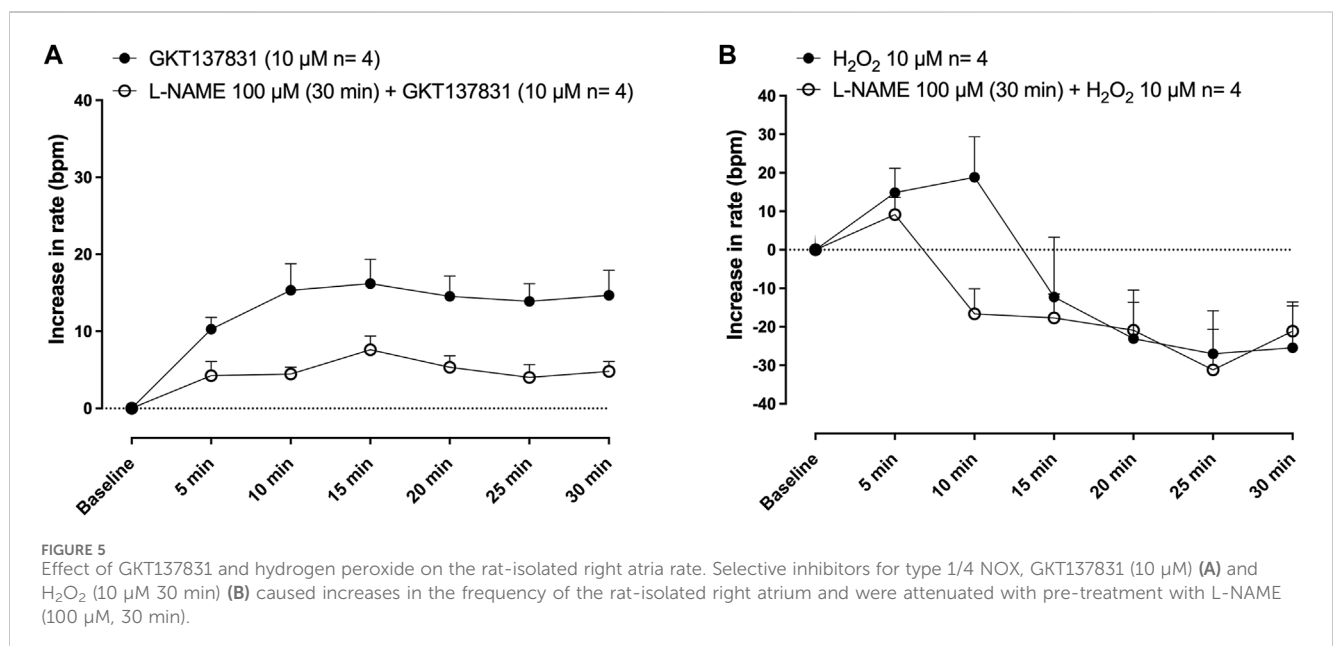 A
GKT137831 (10 µM n= 4)
L-NAME 100 µM (30 min) + GKT137831 (10 µM n= 4)
Increase in rate (bpm)
40
30
20
10
0
Baseline
5 min
10 min
15 min
20 min
25 min
30 min
B
H₂O₂ 10 µM n= 4
L-NAME 100 µM (30 min) + H₂O₂ 10 µM n= 4
Increase in rate (bpm)
40
30
20
10
0
-10
-20
-30
-40
Baseline
5 min
10 min
15 min
20 min
25 min
30 min
FIGURE 5
Effect of GKT137831 and hydrogen peroxide on the rat-isolated right atria rate. Selective inhibitors for type 1/4 NOX, GKT137831 (10 µM) (A) and
H₂O₂ (10 µM 30 min) (B) caused increases in the frequency of the rat-isolated right atrium and were attenuated with pre-treatment with L-NAME
(100 µM, 30 min).